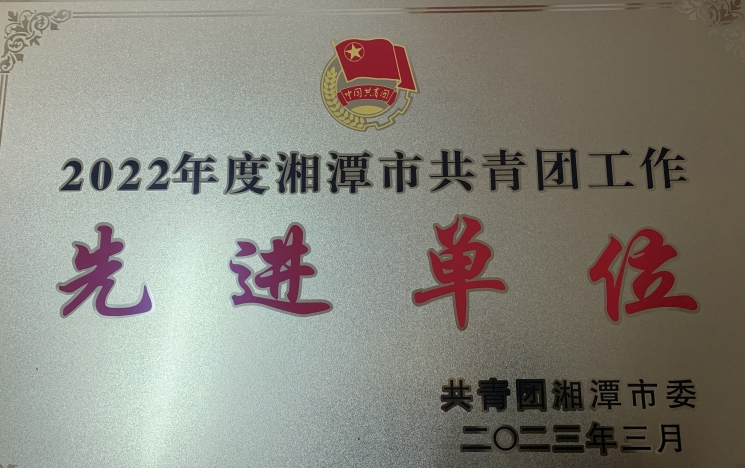 中国共青团
2022年度湘潭市共青团工作
先进单位
共青团湘潭市委
二〇二三年三月